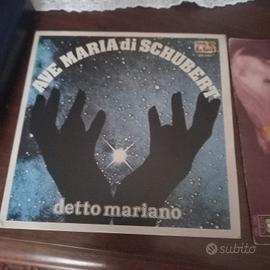 AVE MARIA di SCHUBERT
detto mariano
subito